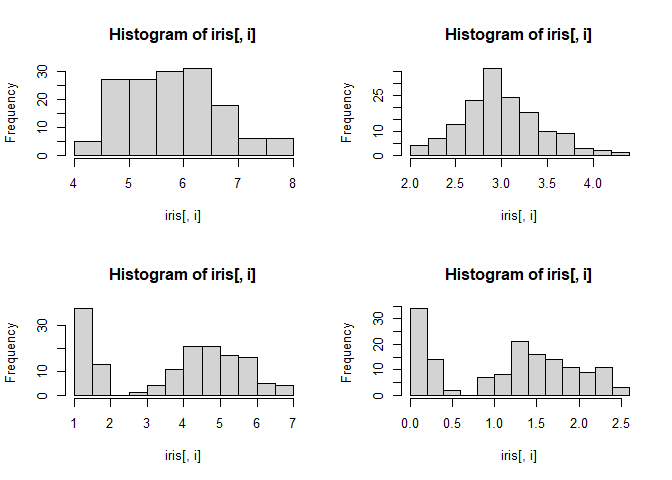 Histogram of iris[, i]
Frequency
0 10 20 30
4 5 6 7 8
iris[, i]
Histogram of iris[, i]
Frequency
0 10 25
2.0 2.5 3.0 3.5 4.0
iris[, i]
Histogram of iris[, i]
Frequency
0 10 30
1 2 3 4 5 6 7
iris[, i]
Histogram of iris[, i]
Frequency
0 10 20 30
0.0 0.5 1.0 1.5 2.0 2.5
iris[, i]